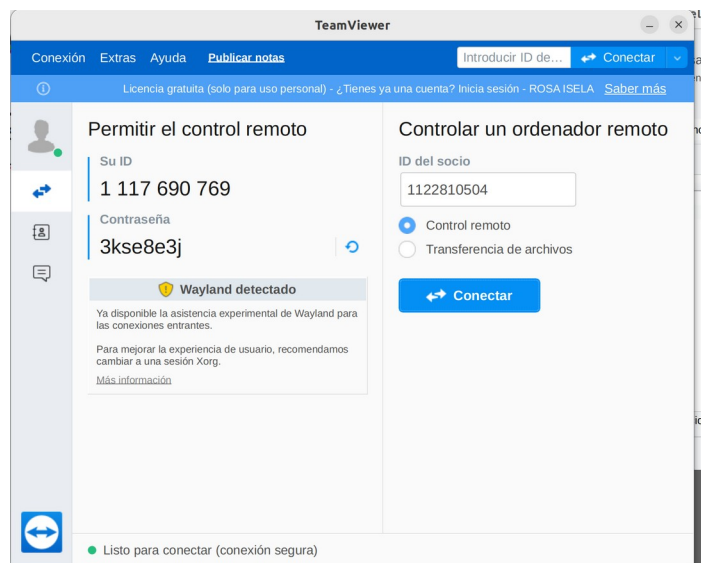 TeamViewer
Conexión Extras Ayuda Publicar notas Introducir ID de... Conectar
Licencia gratuita (solo para uso personal) - ¿Tienes ya una cuenta? Inicia sesión - ROSA ISELA Saber más
Permitir el control remoto
Su ID
1 117 690 769
Contraseña
3kse8e3j
Wayland detectado
Ya disponible la asistencia experimental de Wayland para
las conexiones entrantes.
Para mejorar la experiencia de usuario, recomendamos
cambiar a una sesión Xorg.
Más información
Controlar un ordenador remoto
ID del socio
1122810504
Control remoto
Transferencia de archivos
Conectar
Listo para conectar (conexión segura)